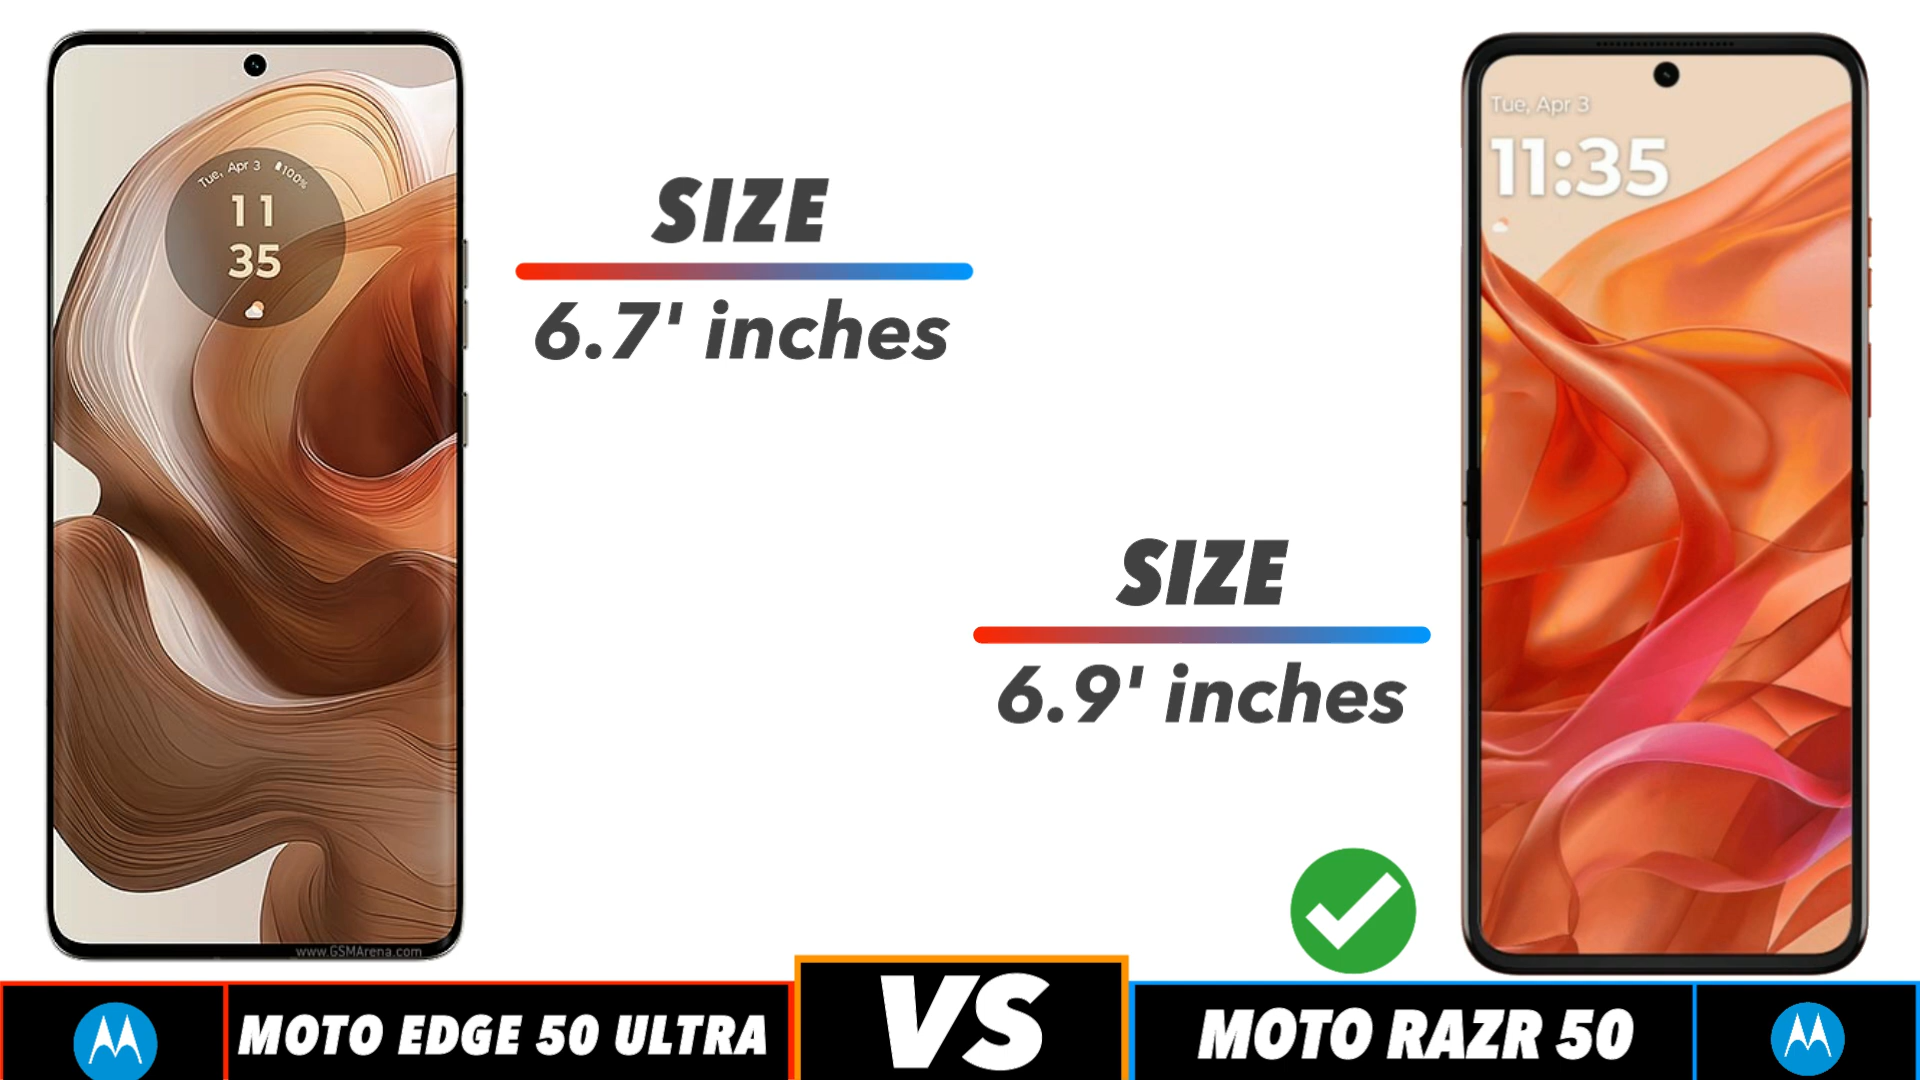 Tue, Apr 3 100%
11
35
www.GSMArena.com
SIZE
6.7' inches
Tue, Apr 3
11:35
SIZE
6.9' inches
MOTO EDGE 50 ULTRA
VS
MOTO RAZR 50